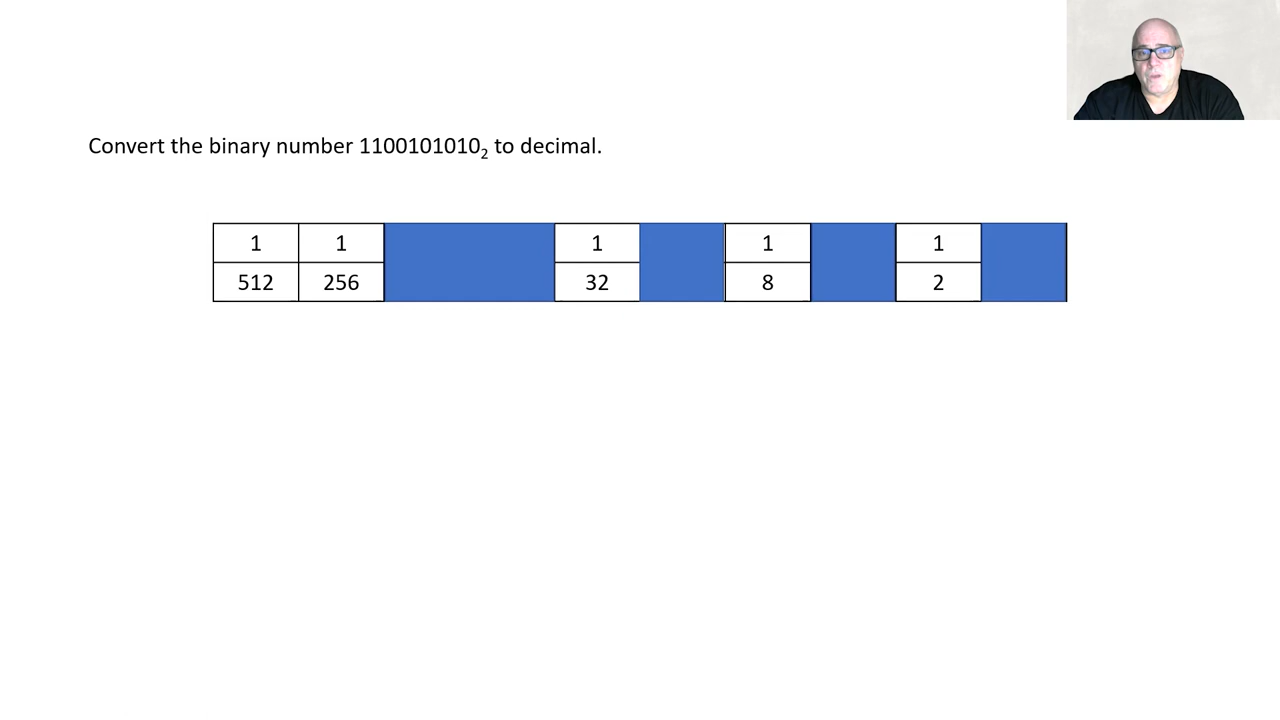 Convert the binary number 1100101010₂ to decimal.
1 1 1 1 1
512 256 32 8 2